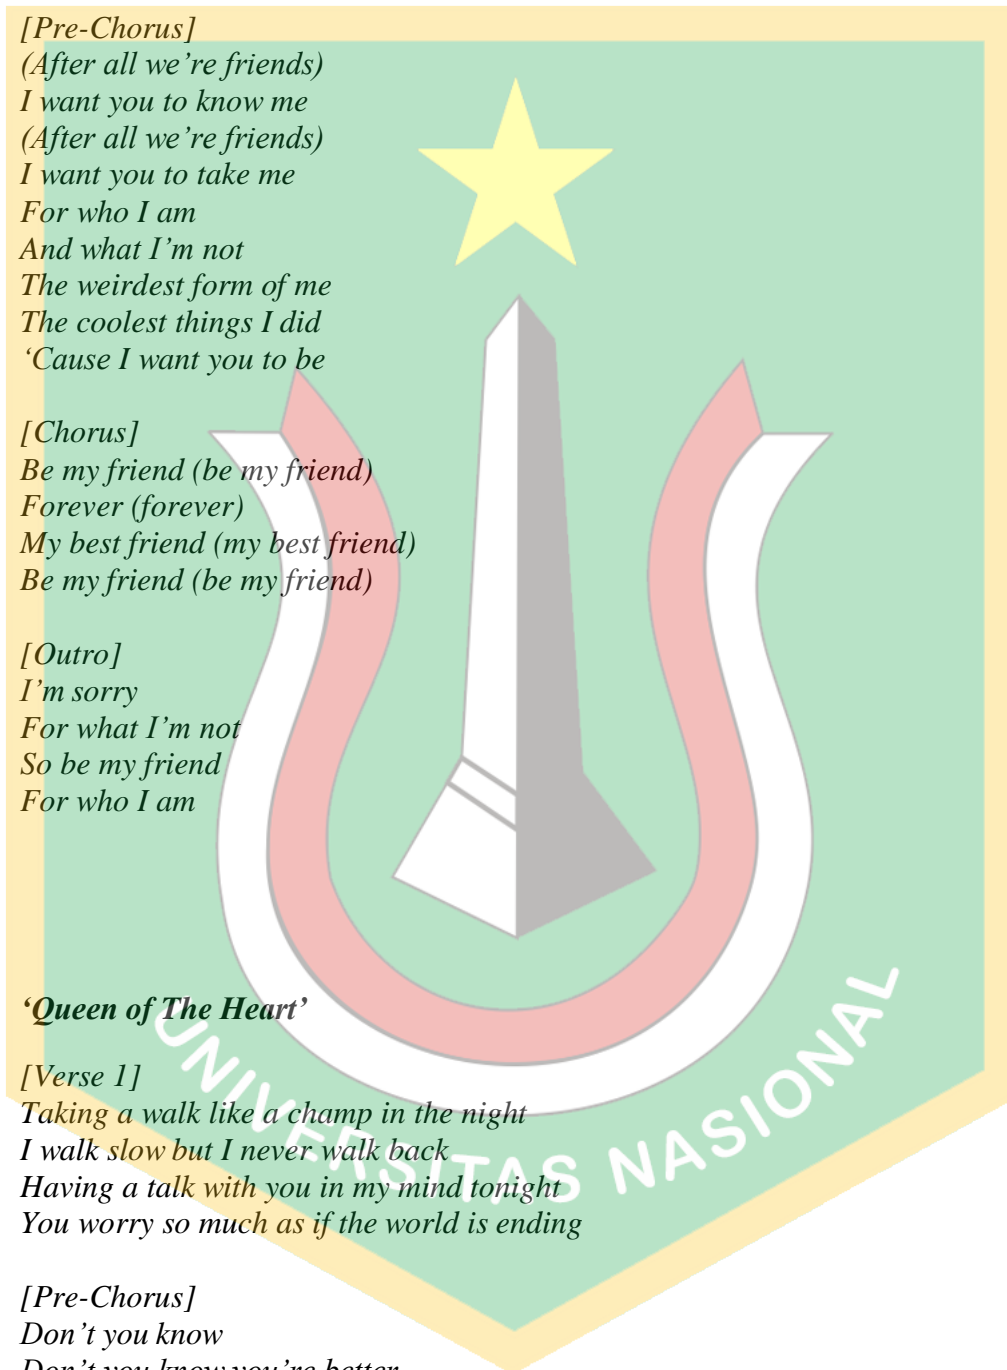 [Pre-Chorus]
(After all we’re friends)
I want you to know me
(After all we’re friends)
I want you to take me
For who I am
And what I’m not
The weirdest form of me
The coolest things I did
‘Cause I want you to be
[Chorus]
Be my friend (be my friend)
Forever (forever)
My best friend (my best friend)
Be my friend (be my friend)
[Outro]
I’m sorry
For what I’m not
So be my friend
For who I am
‘Queen of The Heart’
[Verse 1]
Taking a walk like a champ in the night
I walk slow but I never walk back
Having a talk with you in my mind tonight
You worry so much as if the world is ending
[Pre-Chorus]
Don’t you know
Don’t you know you’re better
UNIVERSITAS NASIONAL